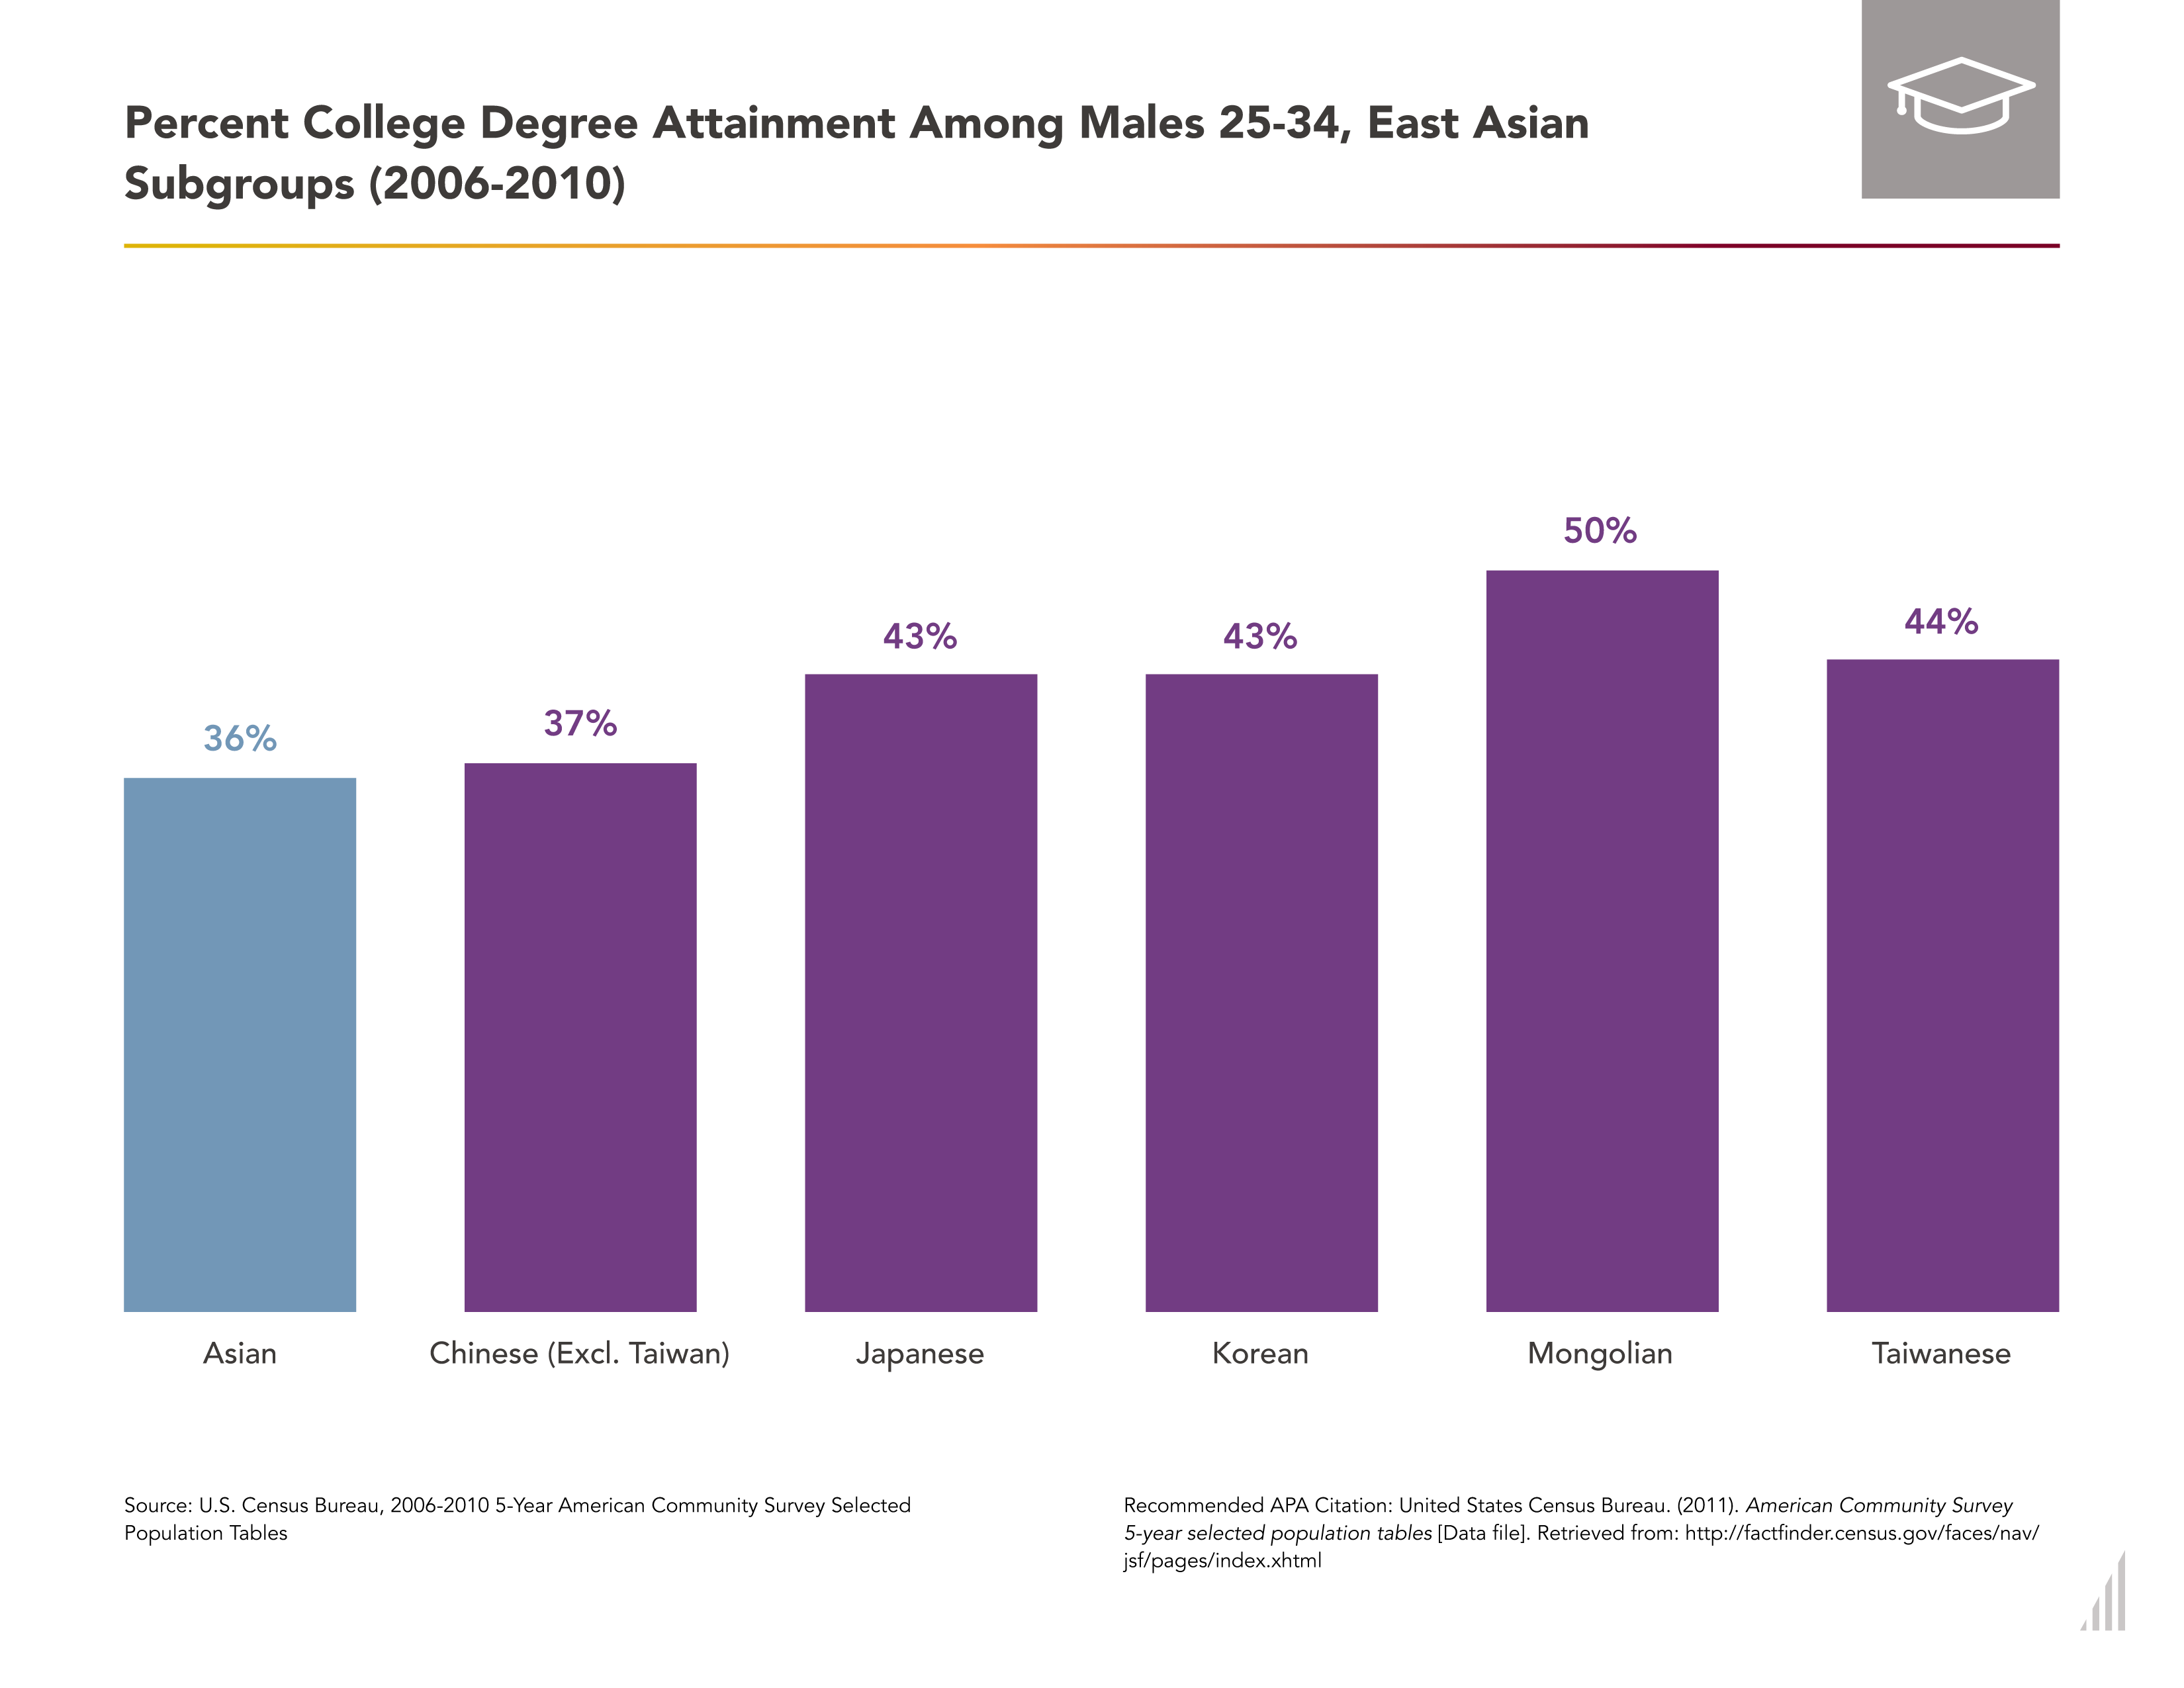 Percent College Degree Attainment Among Males 25-34, East Asian
Subgroups (2006-2010)
36%
37%
43%
43%
50%
44%
Asian
Chinese (Excl. Taiwan)
Japanese
Korean
Mongolian
Taiwanese
Source: U.S. Census Bureau, 2006-2010 5-Year American Community Survey Selected
Population Tables
Recommended APA Citation: United States Census Bureau. (2011). American Community Survey
5-year selected population tables [Data file]. Retrieved from: http://factfinder.census.gov/faces/nav/
jsf/pages/index.xhtml